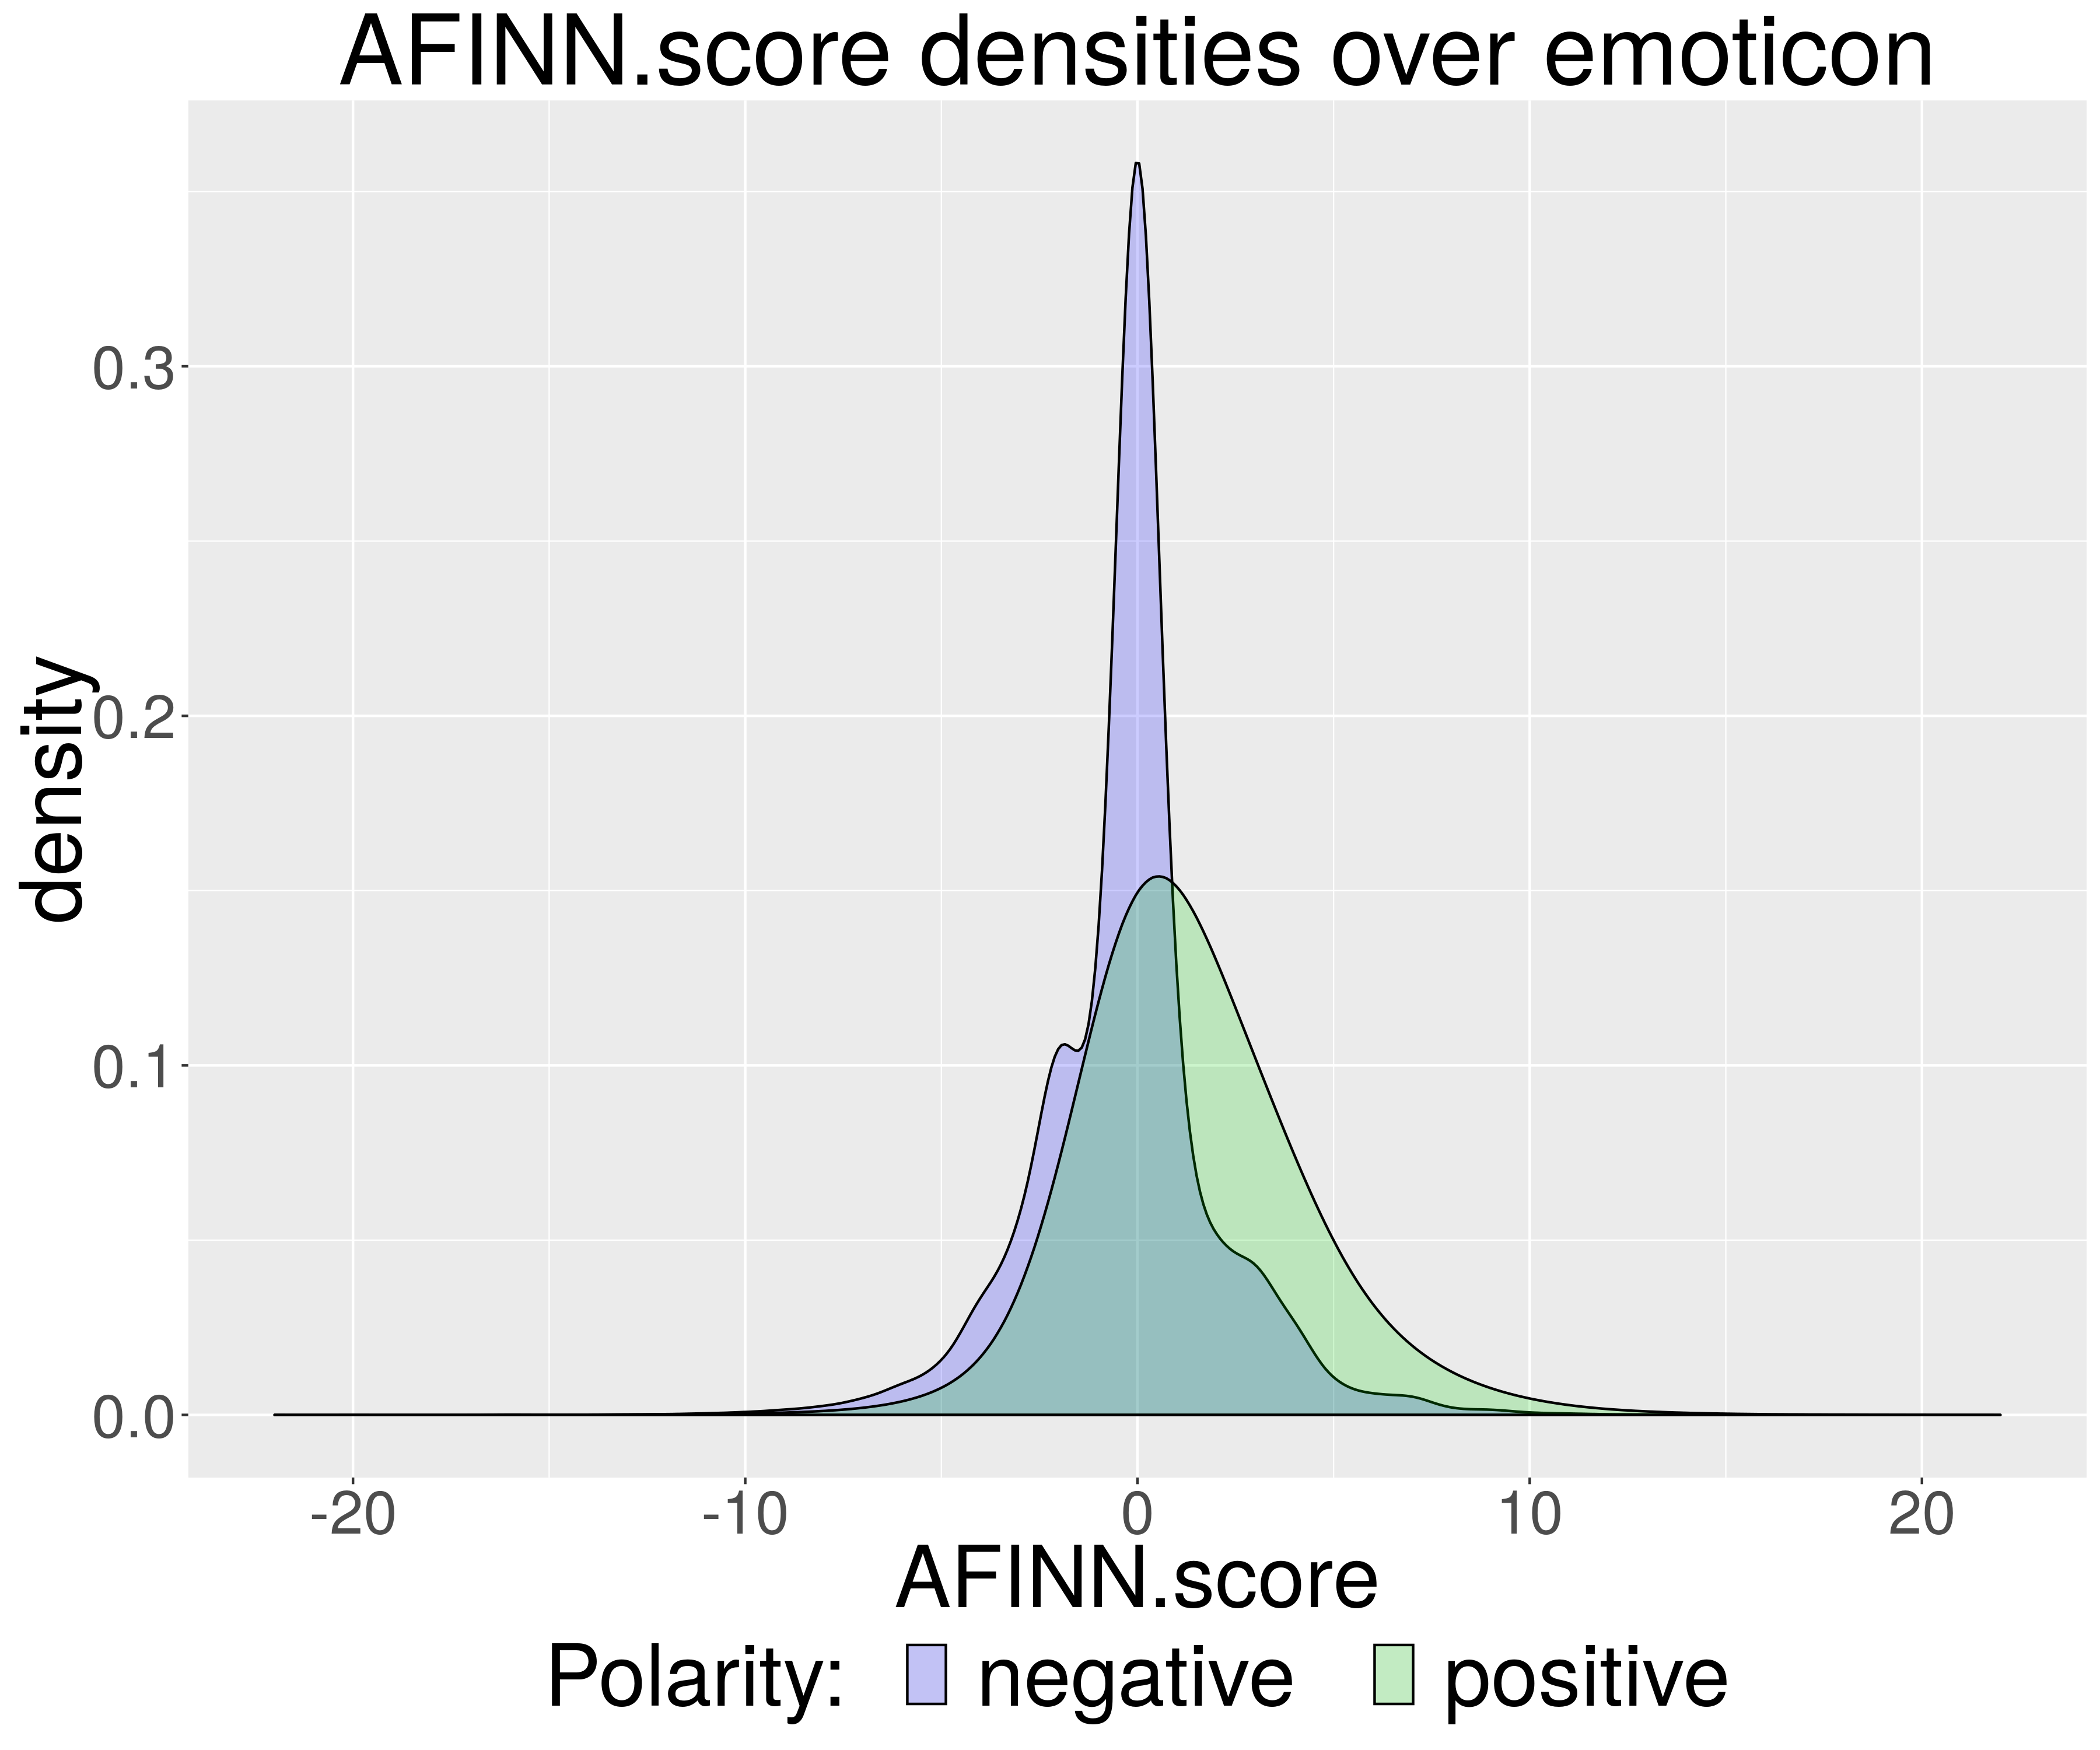 AFINN.score densities over emoticon
density
0.3
0.2
0.1
0.0
-20 -10 0 10 20
AFINN.score
Polarity: negative positive